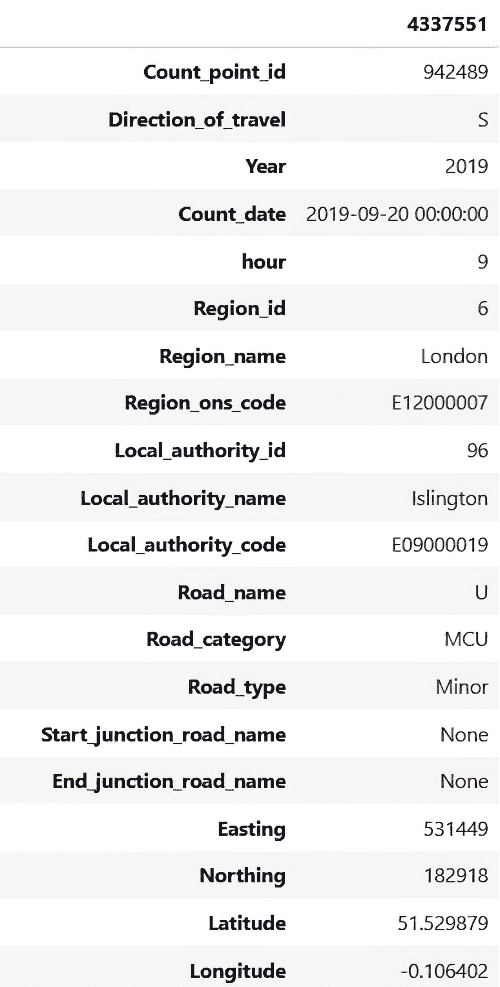 4337551
Count_point_id 942489
Direction_of_travel S
Year 2019
Count_date 2019-09-20 00:00:00
hour 9
Region_id 6
Region_name London
Region_ons_code E12000007
Local_authority_id 96
Local_authority_name Islington
Local_authority_code E09000019
Road_name U
Road_category MCU
Road_type Minor
Start_junction_road_name None
End_junction_road_name None
Easting 531449
Northing 182918
Latitude 51.529879
Longitude -0.106402